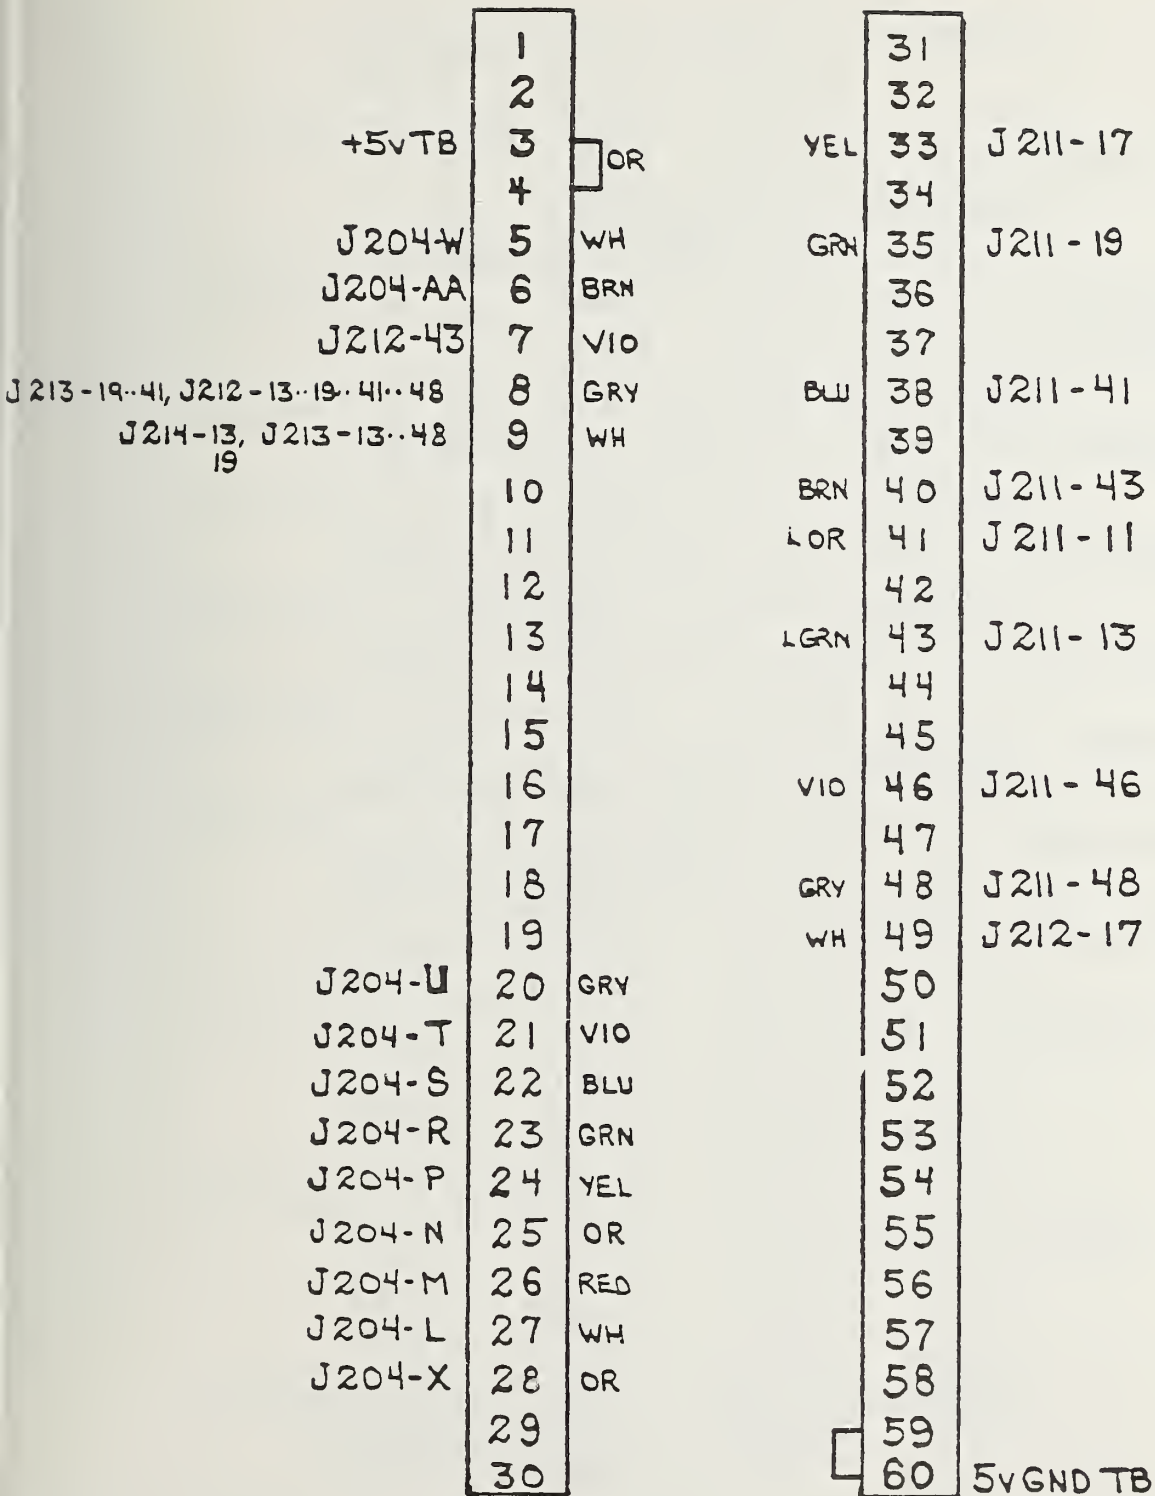 1
2
+5v TB 3 OR
4
J204-W 5 WH
J204-AA 6 BRN
J212-43 7 VIO
J213-19..41, J212-13..19..41..48 8 GRY
J214-13, J213-13..48 9 WH
19
10
11
12
13
14
15
16
17
18
19
J204-U 20 GRY
J204-T 21 VIO
J204-S 22 BLU
J204-R 23 GRN
J204-P 24 YEL
J204-N 25 OR
J204-M 26 RED
J204-L 27 WH
J204-X 28 OR
29
30
31
32
YEL 33 J211-17
34
GRN 35 J211-19
36
37
BLU 38 J211-41
39
BRN 40 J211-43
LOR 41 J211-11
42
LGRN 43 J211-13
44
45
VIO 46 J211-46
47
GRY 48 J211-48
WH 49 J212-17
50
51
52
53
54
55
56
57
58
59
60 5V GND TB